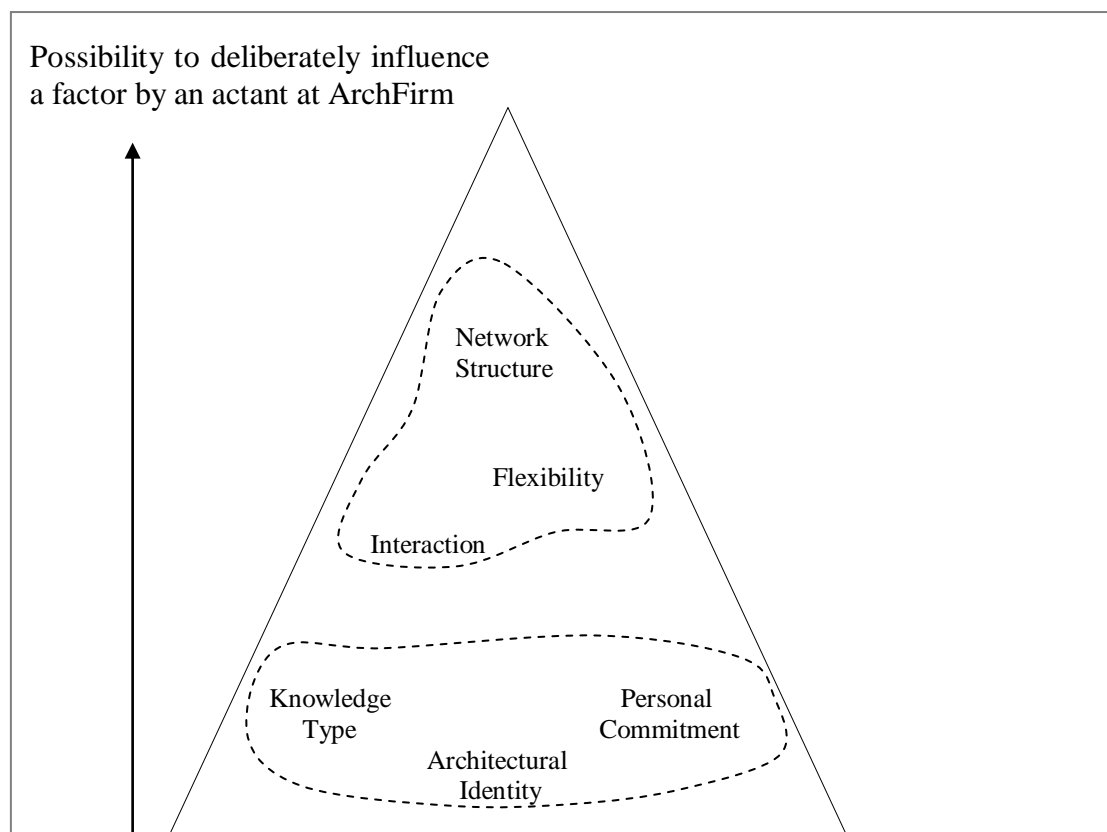 Possibility to deliberately influence
a factor by an actant at ArchFirm
Network
Structure
Flexibility
Interaction
Knowledge
Type
Personal
Commitment
Architectural
Identity